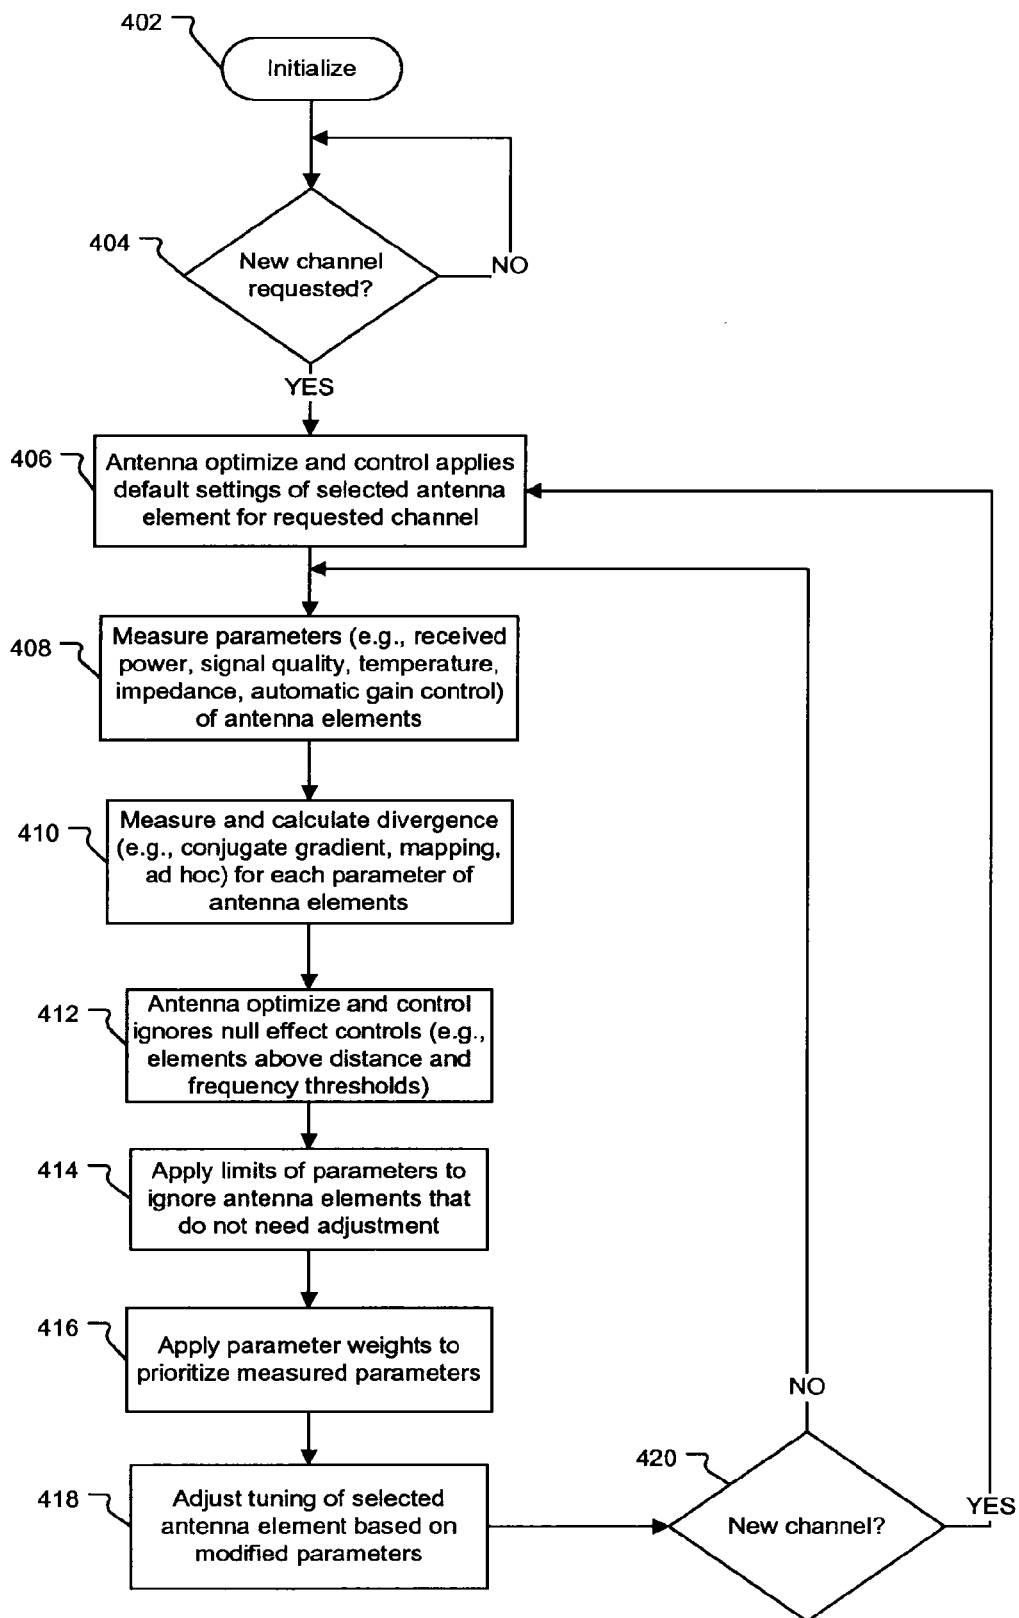 402
Initialize
404
New channel
requested?
NO
YES
406
Antenna optimize and control applies
default settings of selected antenna
element for requested channel
408
Measure parameters (e.g., received
power, signal quality, temperature,
impedance, automatic gain control)
of antenna elements
410
Measure and calculate divergence
(e.g., conjugate gradient, mapping,
ad hoc) for each parameter of
antenna elements
412
Antenna optimize and control
ignores null effect controls (e.g.,
elements above distance and
frequency thresholds)
414
Apply limits of parameters to
ignore antenna elements that
do not need adjustment
416
Apply parameter weights to
prioritize measured parameters
418
Adjust tuning of selected
antenna element based on
modified parameters
420
New channel?
NO
YES